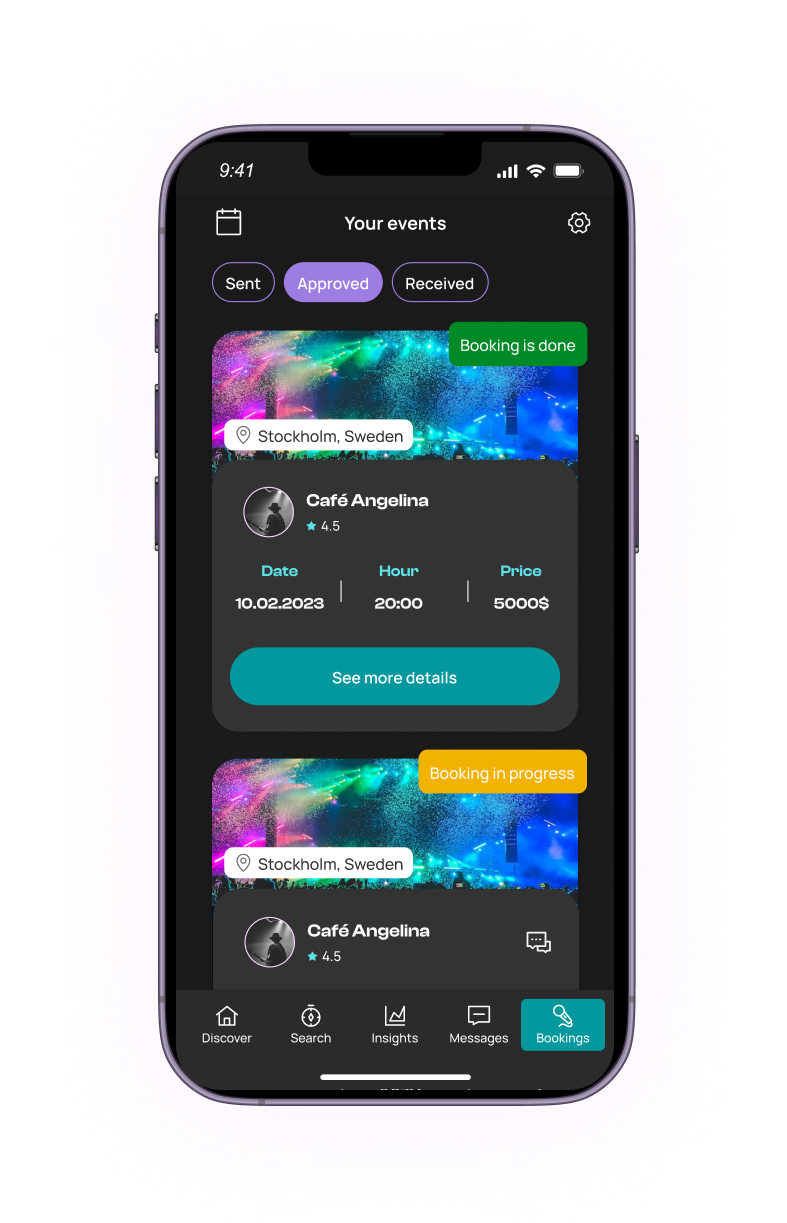 9:41
Your events
Sent
Approved
Received
Booking is done
Stockholm, Sweden
Café Angelina
4.5
Date
Hour
Price
10.02.2023
20:00
5000$
See more details
Booking in progress
Stockholm, Sweden
Café Angelina
4.5
Discover
Search
Insights
Messages
Bookings